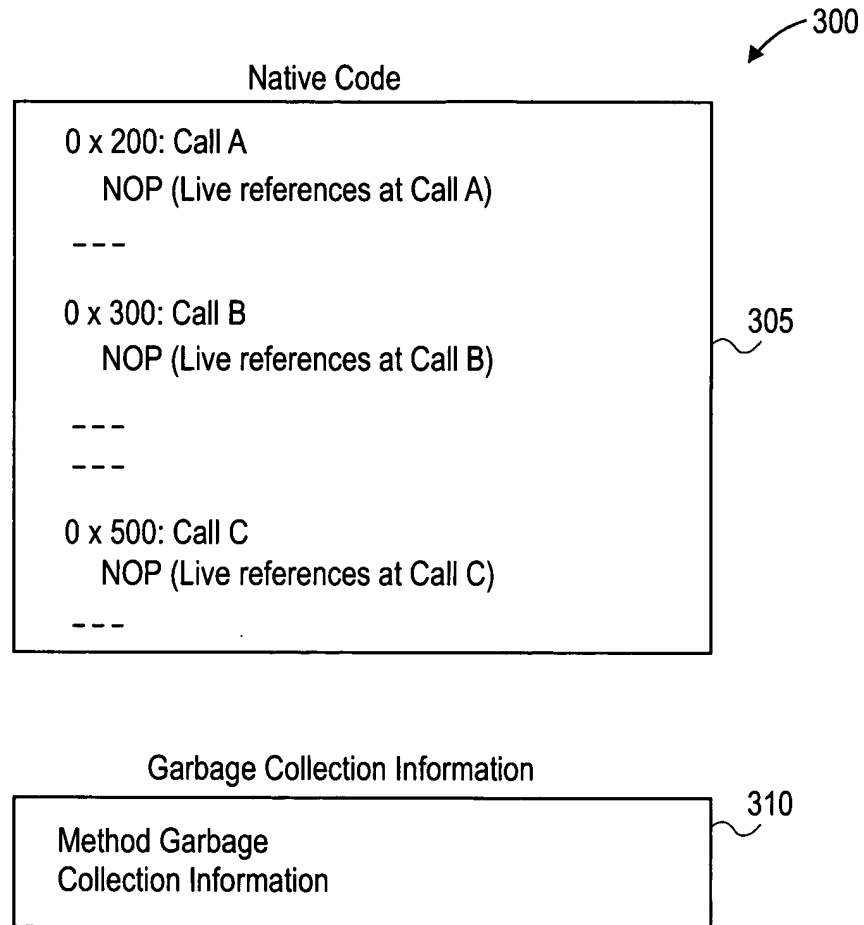 300
Native Code
0 x 200: Call A
NOP (Live references at Call A)
---
0 x 300: Call B
NOP (Live references at Call B)
---
---
0 x 500: Call C
NOP (Live references at Call C)
---
305
Garbage Collection Information
310
Method Garbage
Collection Information